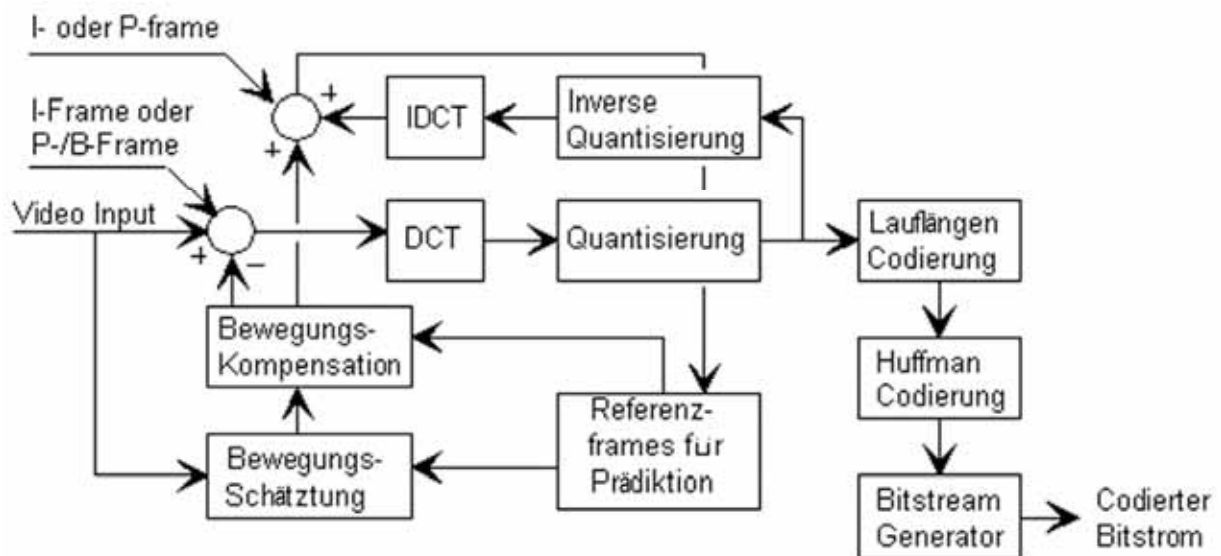 I- oder P-frame
I-Frame oder
P-/B-Frame
Video Input
+
+
+
−
IDCT
Inverse
Quantisierung
DCT
Quantisierung
Lauflängen
Codierung
Bewegungs-
Kompensation
Huffman
Codierung
Referenz-
frames für
Prädiktion
Bewegungs-
Schätztung
Bitstream
Generator
Codierter
Bitstrom